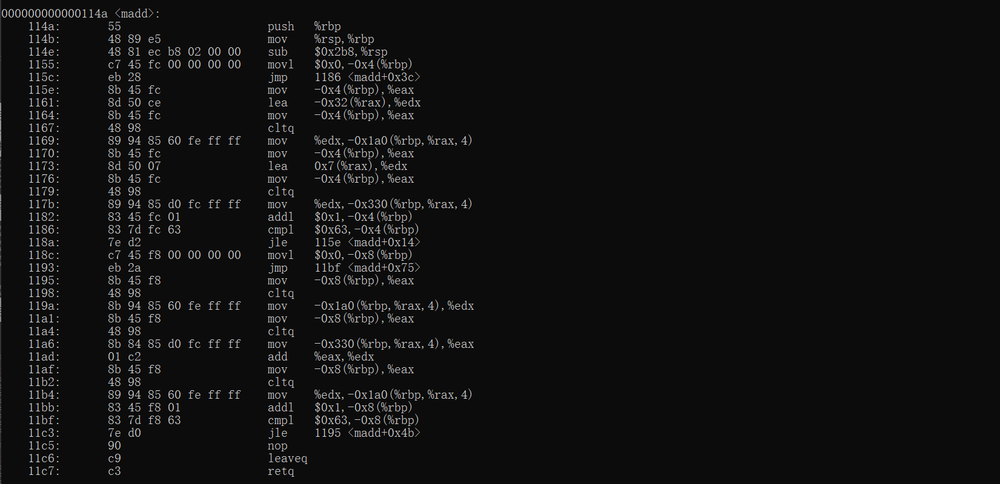 000000000000114a <madd>:
    114a:       55                      push   %rbp
    114b:       48 89 e5                mov    %rsp,%rbp
    114e:       48 81 ec b8 02 00 00    sub    $0x2b8,%rsp
    1155:       c7 45 fc 00 00 00 00    movl   $0x0,-0x4(%rbp)
    115c:       eb 28                   jmp    1186 <madd+0x3c>
    115e:       8b 45 fc                mov    -0x4(%rbp),%eax
    1161:       8d 50 ce                lea    -0x32(%rax),%edx
    1164:       8b 45 fc                mov    -0x4(%rbp),%eax
    1167:       48 98                   cltq
    1169:       89 94 85 60 fe ff ff    mov    %edx,-0x1a0(%rbp,%rax,4)
    1170:       8b 45 fc                mov    -0x4(%rbp),%eax
    1173:       8d 50 07                lea    0x7(%rax),%edx
    1176:       8b 45 fc                mov    -0x4(%rbp),%eax
    1179:       48 98                   cltq
    117b:       89 94 85 d0 fc ff ff    mov    %edx,-0x330(%rbp,%rax,4)
    1182:       83 45 fc 01             addl   $0x1,-0x4(%rbp)
    1186:       83 7d fc 63             cmpl   $0x63,-0x4(%rbp)
    118a:       7e d2                   jle    115e <madd+0x14>
    118c:       c7 45 f8 00 00 00 00    movl   $0x0,-0x8(%rbp)
    1193:       eb 2a                   jmp    11bf <madd+0x75>
    1195:       8b 45 f8                mov    -0x8(%rbp),%eax
    1198:       48 98                   cltq
    119a:       8b 94 85 60 fe ff ff    mov    -0x1a0(%rbp,%rax,4),%edx
    11a1:       8b 45 f8                mov    -0x8(%rbp),%eax
    11a4:       48 98                   cltq
    11a6:       8b 84 85 d0 fc ff ff    mov    -0x330(%rbp,%rax,4),%eax
    11ad:       01 c2                   add    %eax,%edx
    11af:       8b 45 f8                mov    -0x8(%rbp),%eax
    11b2:       48 98                   cltq
    11b4:       89 94 85 60 fe ff ff    mov    %edx,-0x1a0(%rbp,%rax,4)
    11bb:       83 45 f8 01             addl   $0x1,-0x8(%rbp)
    11bf:       83 7d f8 63             cmpl   $0x63,-0x8(%rbp)
    11c3:       7e d0                   jle    1195 <madd+0x4b>
    11c5:       90                      nop
    11c6:       c9                      leaveq
    11c7:       c3                      retq